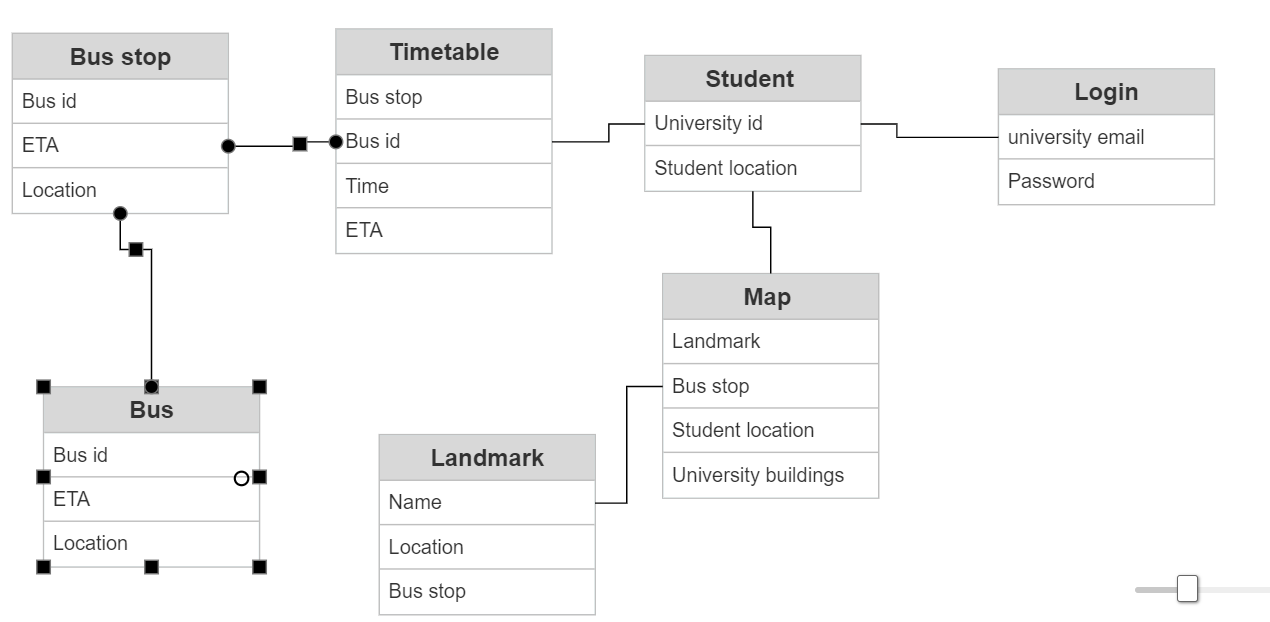 Bus stop
Bus id
ETA
Location
Timetable
Bus stop
Bus id
Time
ETA
Student
University id
Student location
Login
university email
Password
Map
Landmark
Bus stop
Student location
University buildings
Bus
Bus id
ETA
Location
Landmark
Name
Location
Bus stop